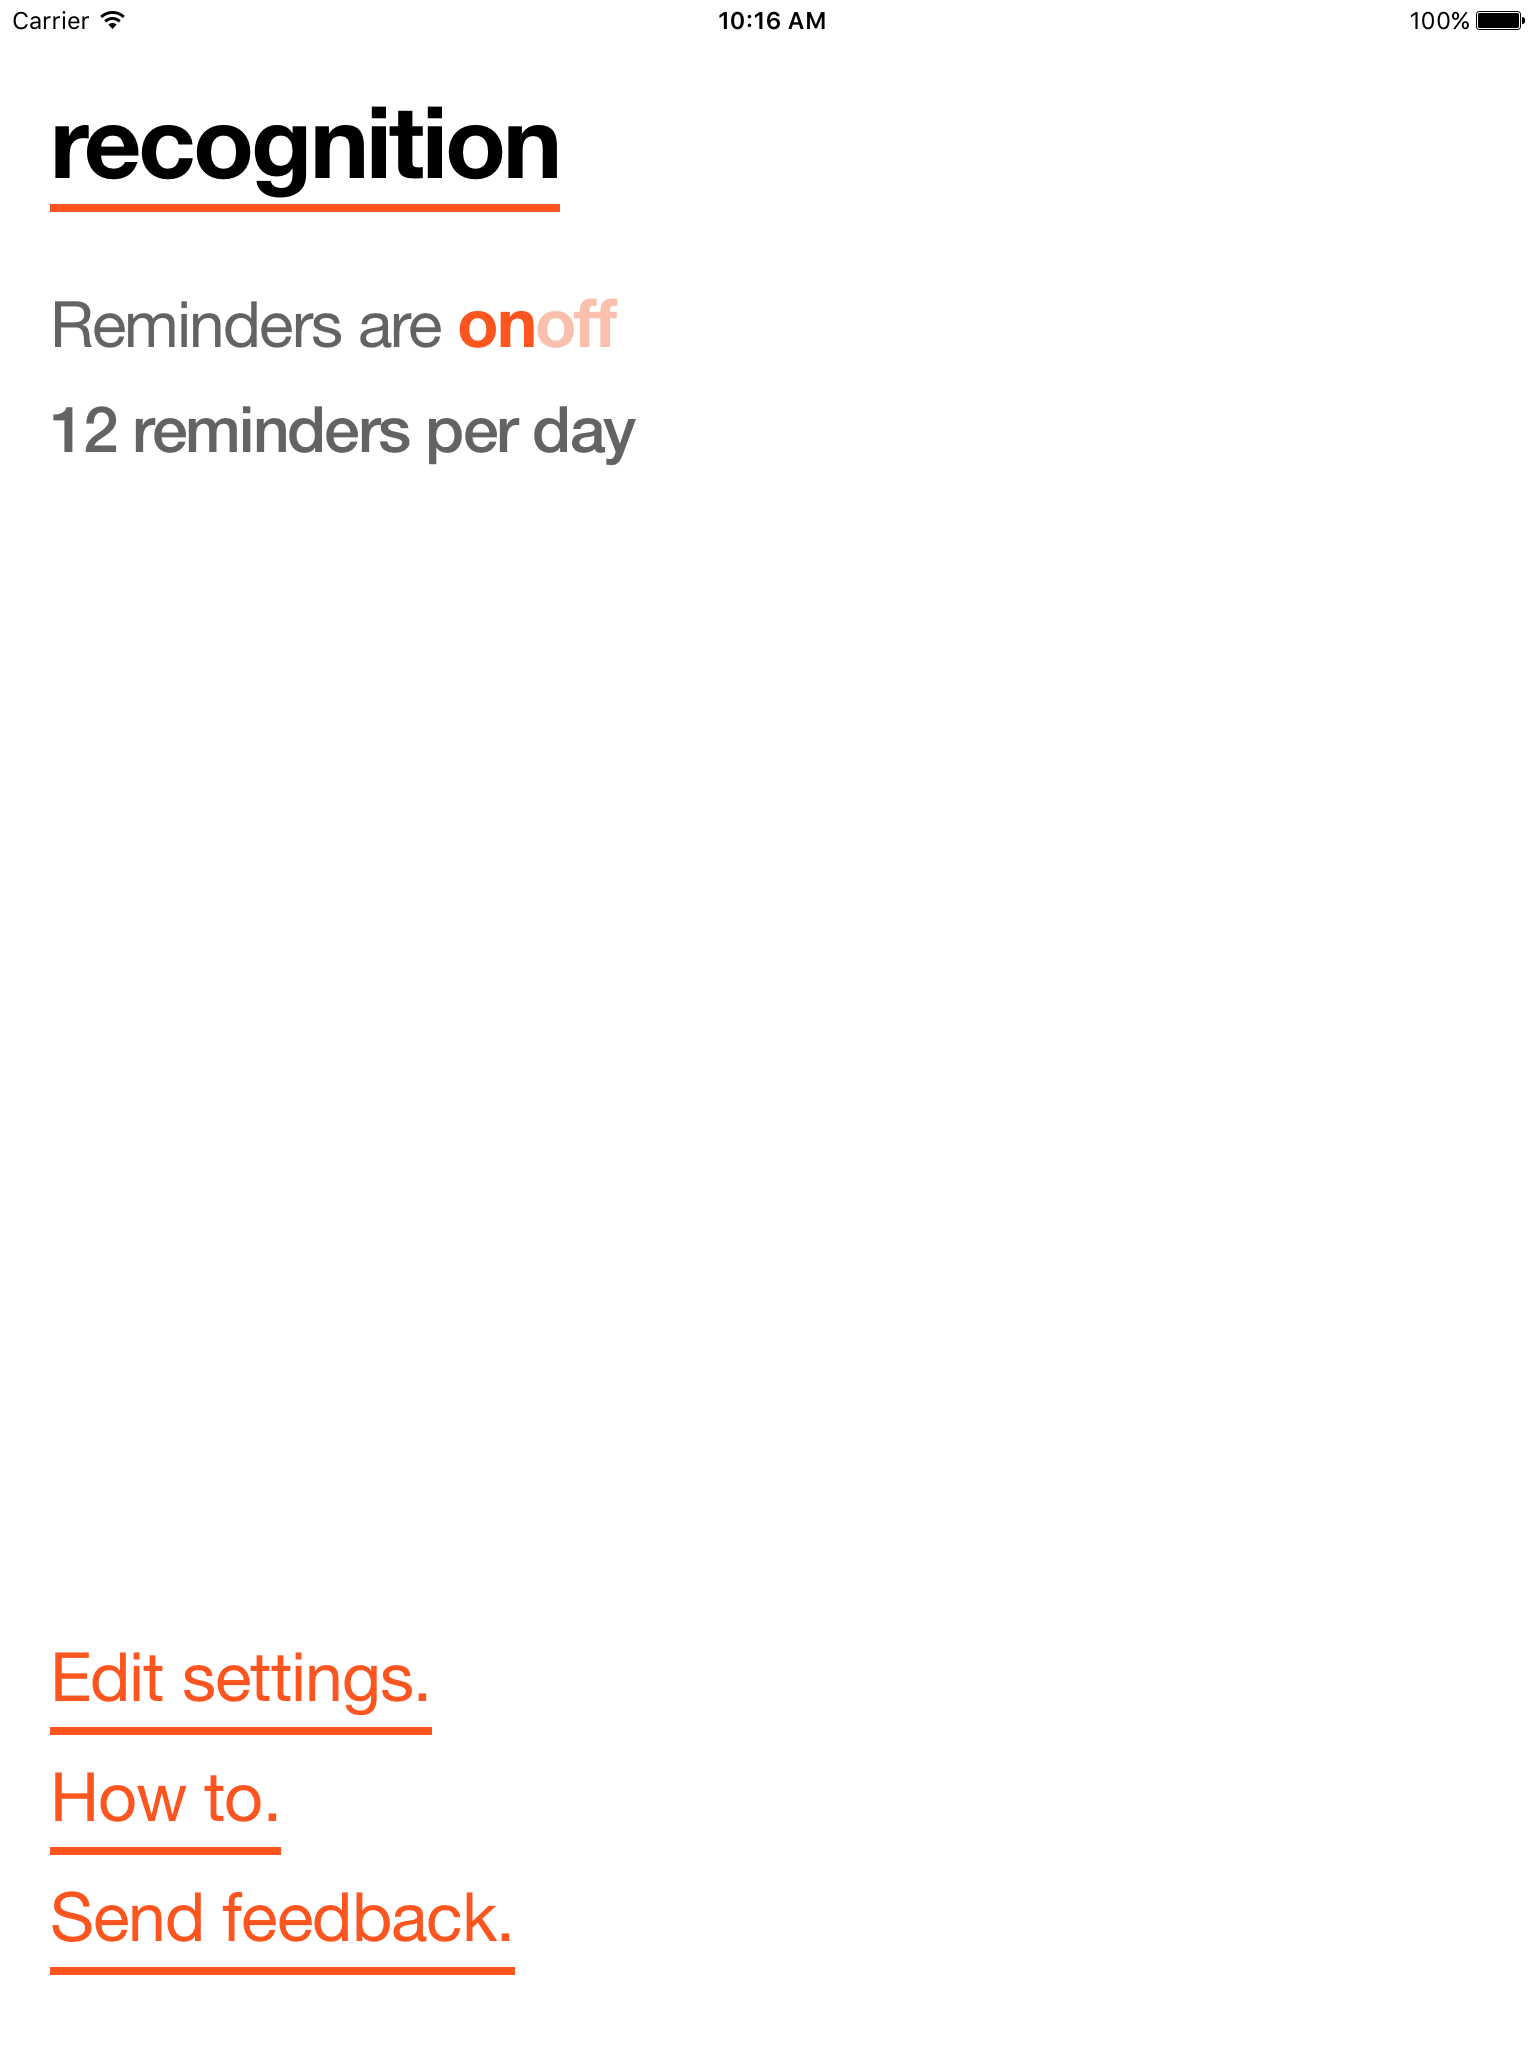 Carrier 10:16 AM 100%
recognition
Reminders are onoff
12 reminders per day
Edit settings.
How to.
Send feedback.